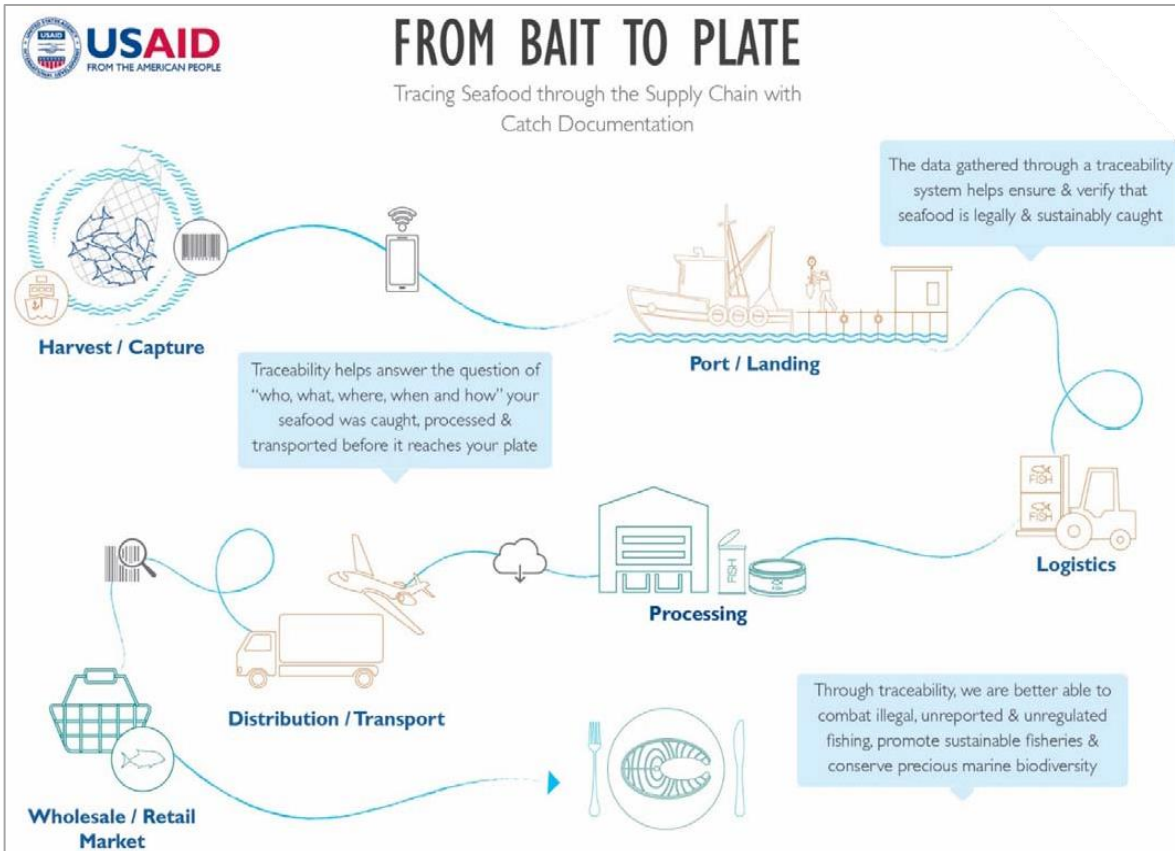 USAID
FROM THE AMERICAN PEOPLE
FROM BAIT TO PLATE
Tracing Seafood through the Supply Chain with
Catch Documentation
The data gathered through a traceability
system helps ensure & verify that
seafood is legally & sustainably caught
Harvest / Capture
Port / Landing
Traceability helps answer the question of
“who, what, where, when and how” your
seafood was caught, processed &
transported before it reaches your plate
FISH
FISH
Logistics
FISH
FISH
Processing
Distribution / Transport
Through traceability, we are better able to
combat illegal, unreported & unregulated
fishing, promote sustainable fisheries &
conserve precious marine biodiversity
Wholesale / Retail
Market